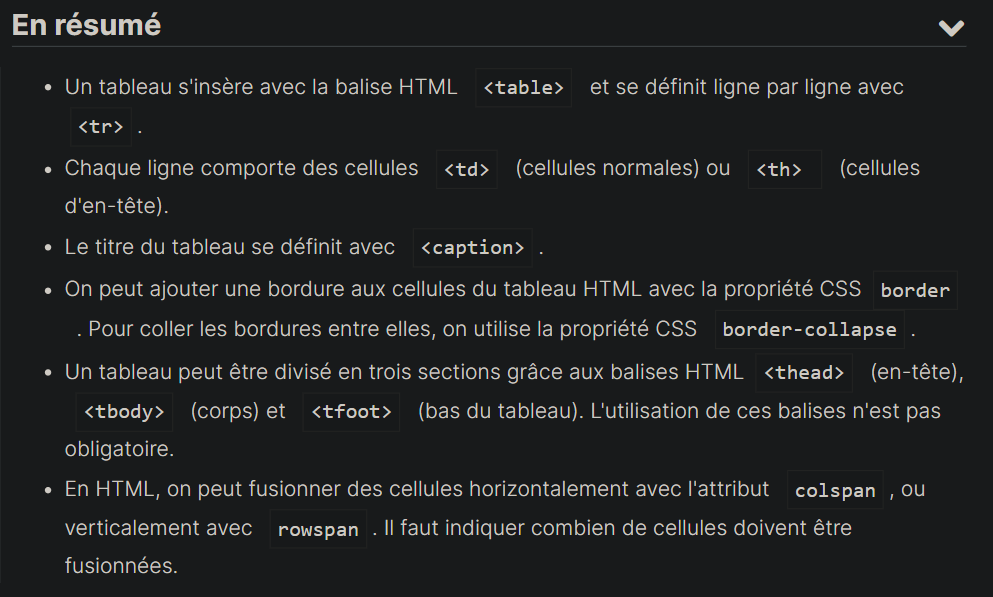 En résumé
• Un tableau s'insère avec la balise HTML <table> et se définit ligne par ligne avec
<tr> .
• Chaque ligne comporte des cellules <td> (cellules normales) ou <th> (cellules
d'en-tête).
• Le titre du tableau se définit avec <caption> .
• On peut ajouter une bordure aux cellules du tableau HTML avec la propriété CSS border
. Pour coller les bordures entre elles, on utilise la propriété CSS border-collapse .
• Un tableau peut être divisé en trois sections grâce aux balises HTML <thead> (en-tête),
<tbody> (corps) et <tfoot> (bas du tableau). L'utilisation de ces balises n'est pas
obligatoire.
• En HTML, on peut fusionner des cellules horizontalement avec l'attribut colspan , ou
verticalement avec rowspan . Il faut indiquer combien de cellules doivent être
fusionnées.